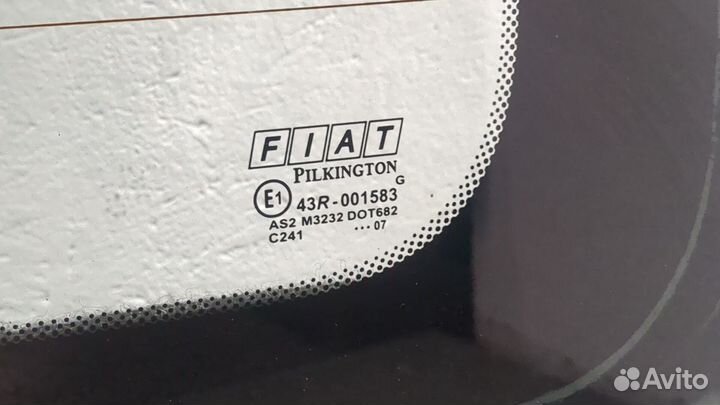 FIAT
PILKINGTON
E1 43R-001583 G
AS2 M3232 DOT682
C241 ... 07
Avito